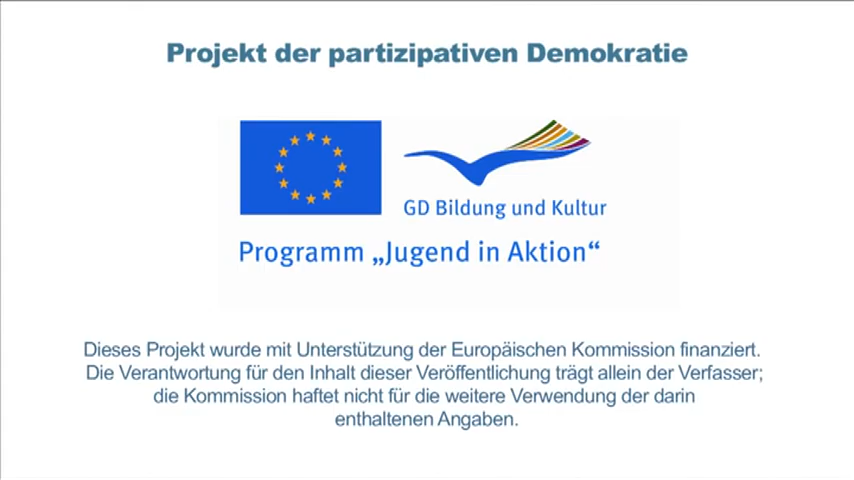 Projekt der partizipativen Demokratie
GD Bildung und Kultur
Programm „Jugend in Aktion“
Dieses Projekt wurde mit Unterstützung der Europäischen Kommission finanziert.
Die Verantwortung für den Inhalt dieser Veröffentlichung trägt allein der Verfasser;
die Kommission haftet nicht für die weitere Verwendung der darin
enthaltenen Angaben.